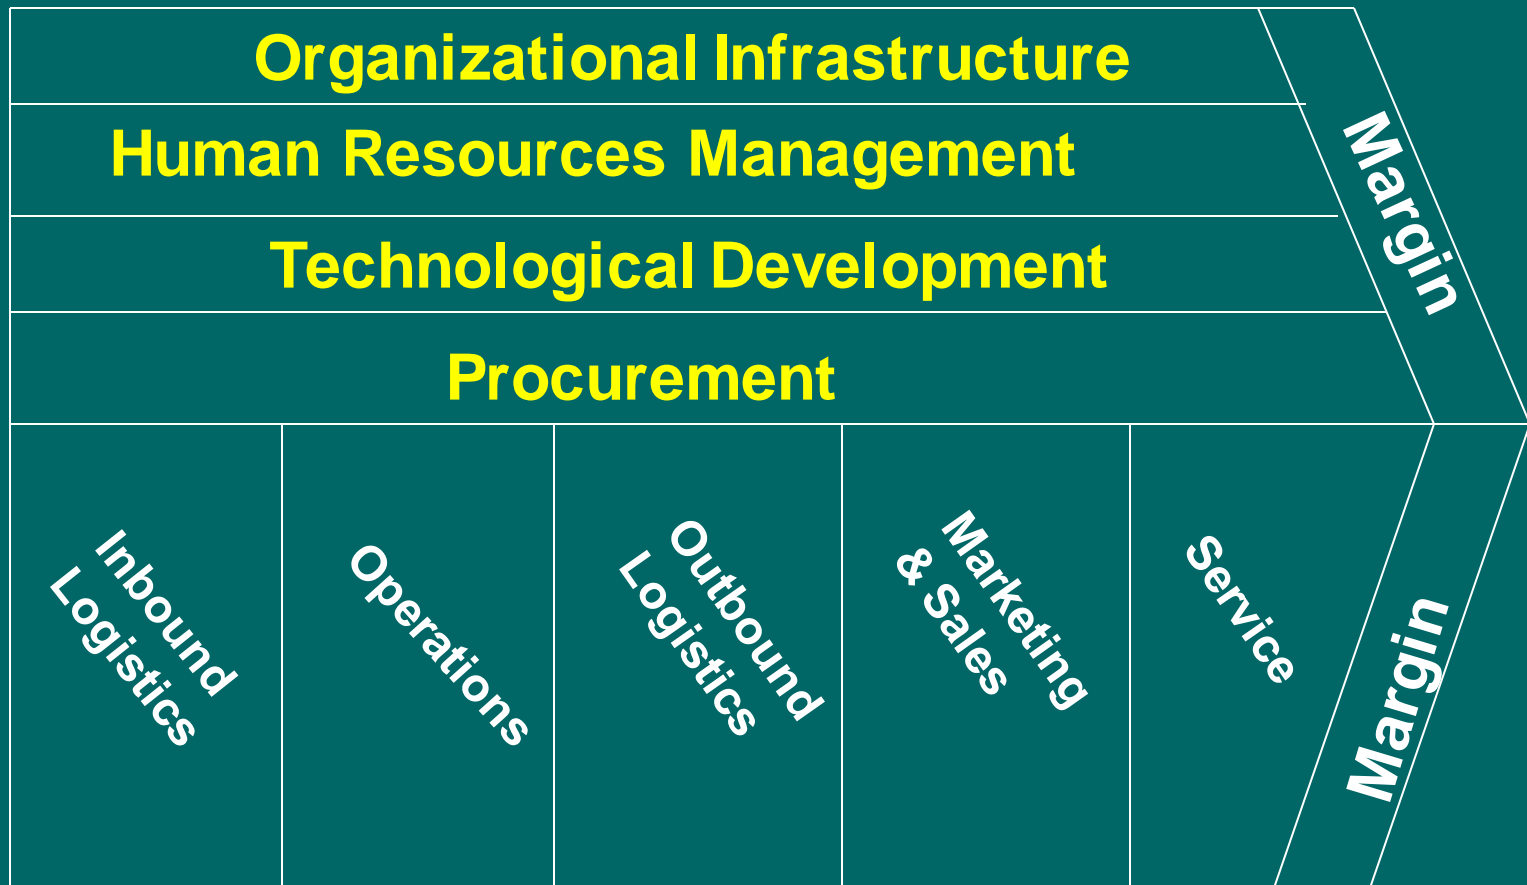 Organizational Infrastructure
Human Resources Management
Technological Development
Procurement
Margin
Inbound
Logistics
Operations
Outbound
Logistics
Marketing
& Sales
Service
Margin